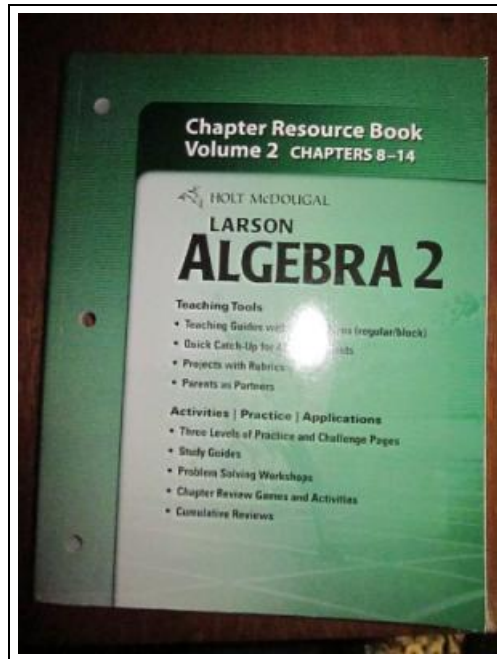 Chapter Resource Book
Volume 2 CHAPTERS 8–14
HOLT McDOUGAL
LARSON
ALGEBRA 2
Teaching Tools
• Teaching Guides (regular/block)
• Quick Catch-Up for
• Projects with Rubrics
• Parents as Partners
Activities | Practice | Applications
• Three Levels of Practice and Challenge Pages
• Study Guides
• Problem Solving Workshops
• Chapter Review Games and Activities
• Cumulative Reviews